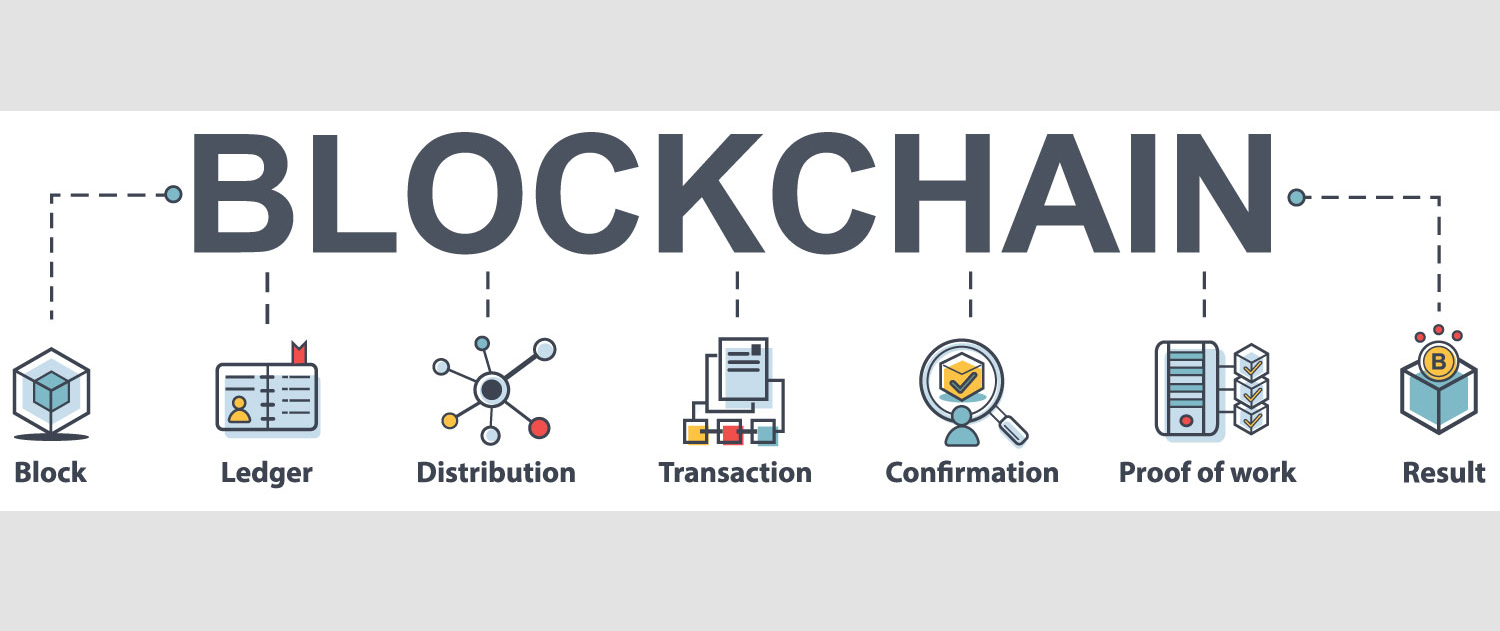 BLOCKCHAIN
Block
Ledger
Distribution
Transaction
Confirmation
Proof of work
Result
B